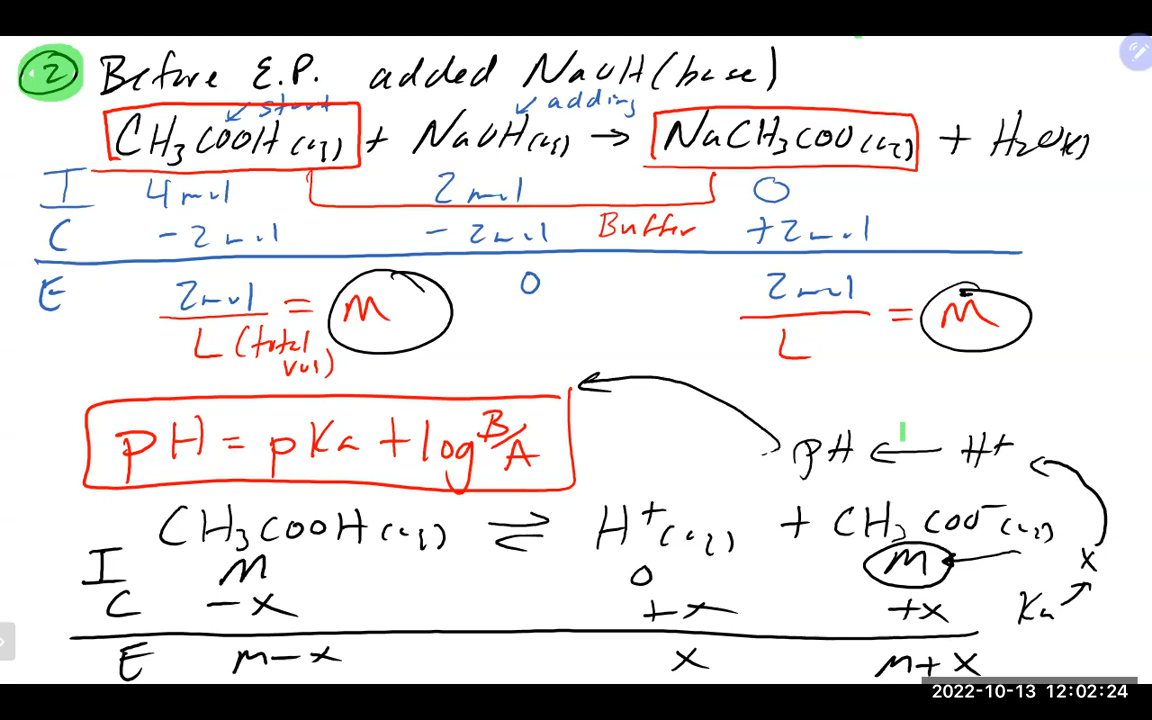 2 Before E.P. added NaOH (base)
start adding
CH3COOH (aq) + NaOH (aq) → NaCH3COO (aq) + H2O (l)
I 4 mol 2 mol 0
C -2 mol -2 mol Buffer +2 mol
E 2 mol = M 0 2 mol = M
L (total vol) L
pH = pKa + log B/A
pH ← H+
CH3COOH (aq) ⇌ H+ (aq) + CH3COO- (aq)
I M 0 M x
C -x +x +x Ka
E M-x x M+x
2022-10-13 12:02:24